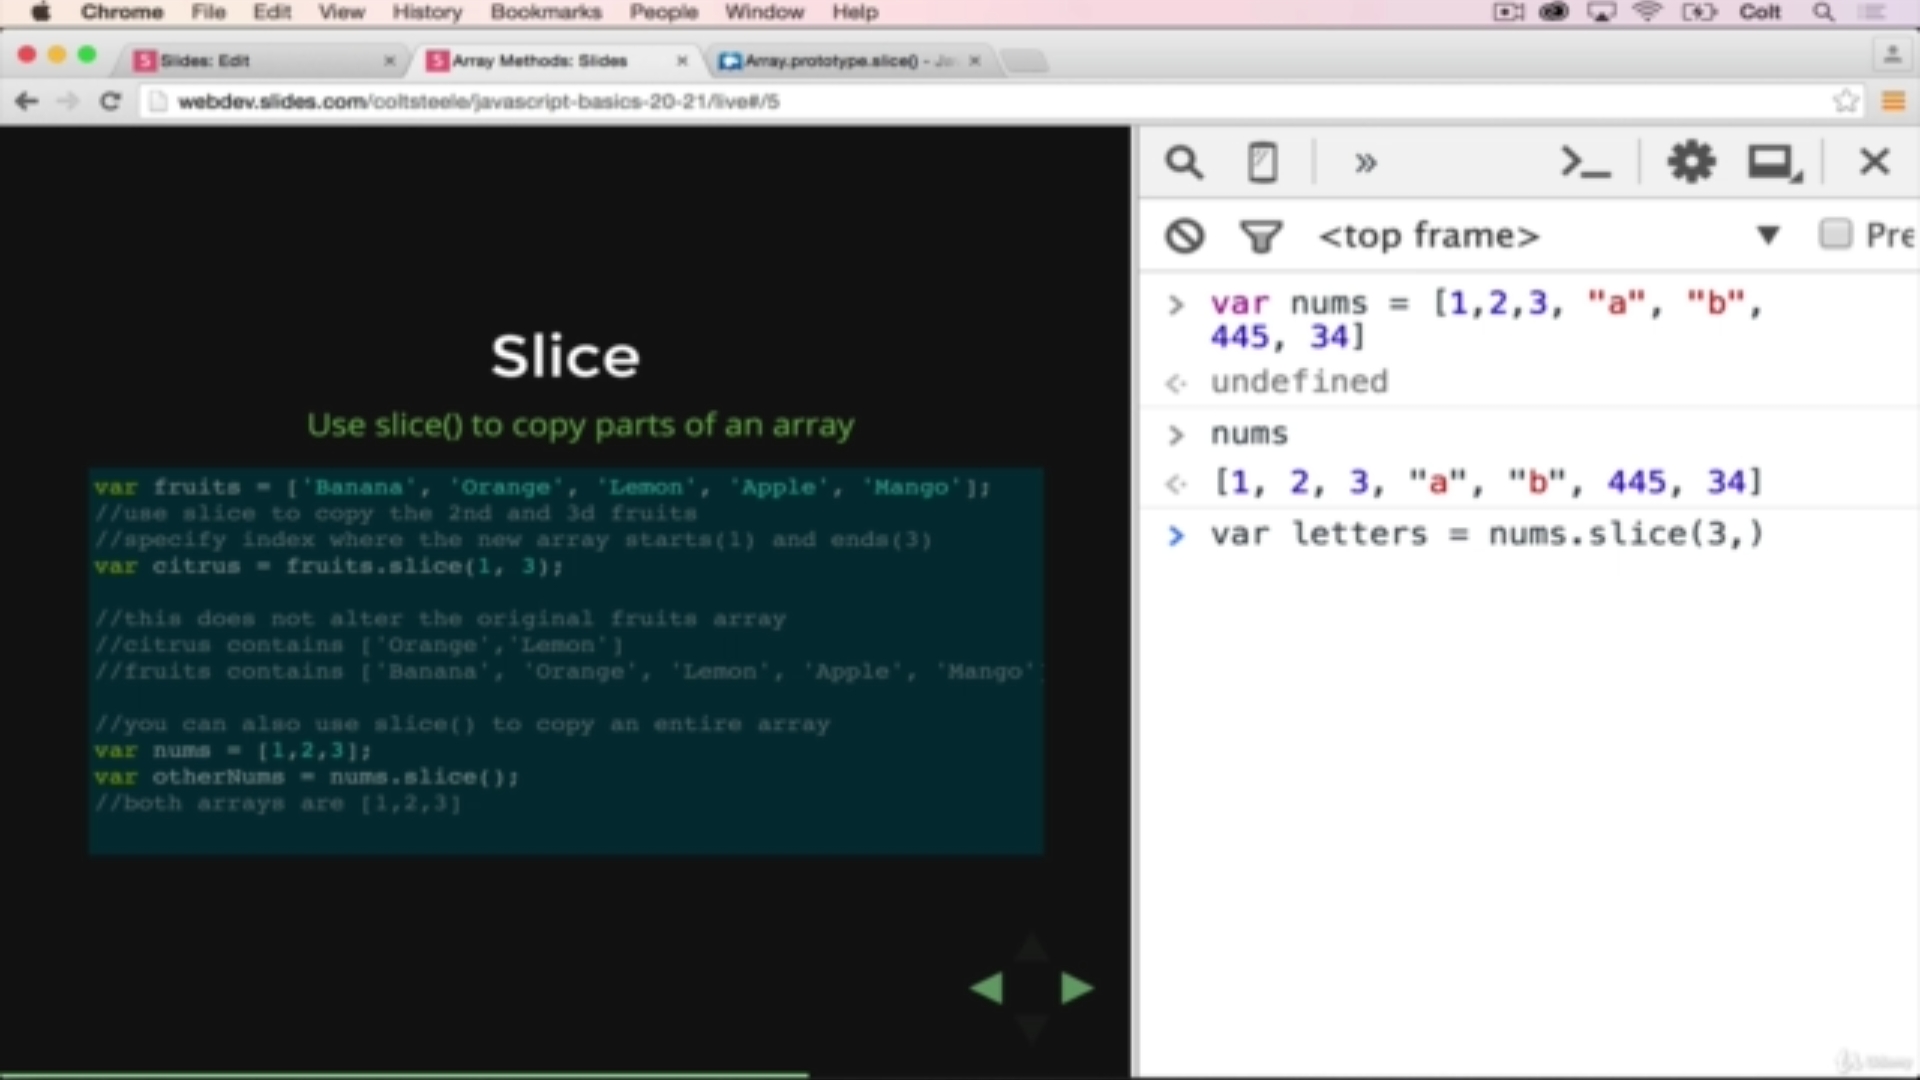 Chrome File Edit View History Bookmarks People Window Help Colt
Slides: Edit
Array Methods: Slides
Array.prototype.slice() - Ja
webdev.slides.com/coltsteele/javascript-basics-20-21/live#/5
<top frame> Pre
Slice
Use slice() to copy parts of an array
var fruits = ['Banana', 'Orange', 'Lemon', 'Apple', 'Mango'];
//use slice to copy the 2nd and 3d fruits
//specify index where the new array starts(1) and ends(3)
var citrus = fruits.slice(1, 3);
//this does not alter the original fruits array
//citrus contains ['Orange','Lemon']
//fruits contains ['Banana', 'Orange', 'Lemon', 'Apple', 'Mango']
//you can also use slice() to copy an entire array
var nums = [1,2,3];
var otherNums = nums.slice();
//both arrays are [1,2,3]
> var nums = [1,2,3, "a", "b",
445, 34]
undefined
> nums
[1, 2, 3, "a", "b", 445, 34]
> var letters = nums.slice(3,)
Udemy